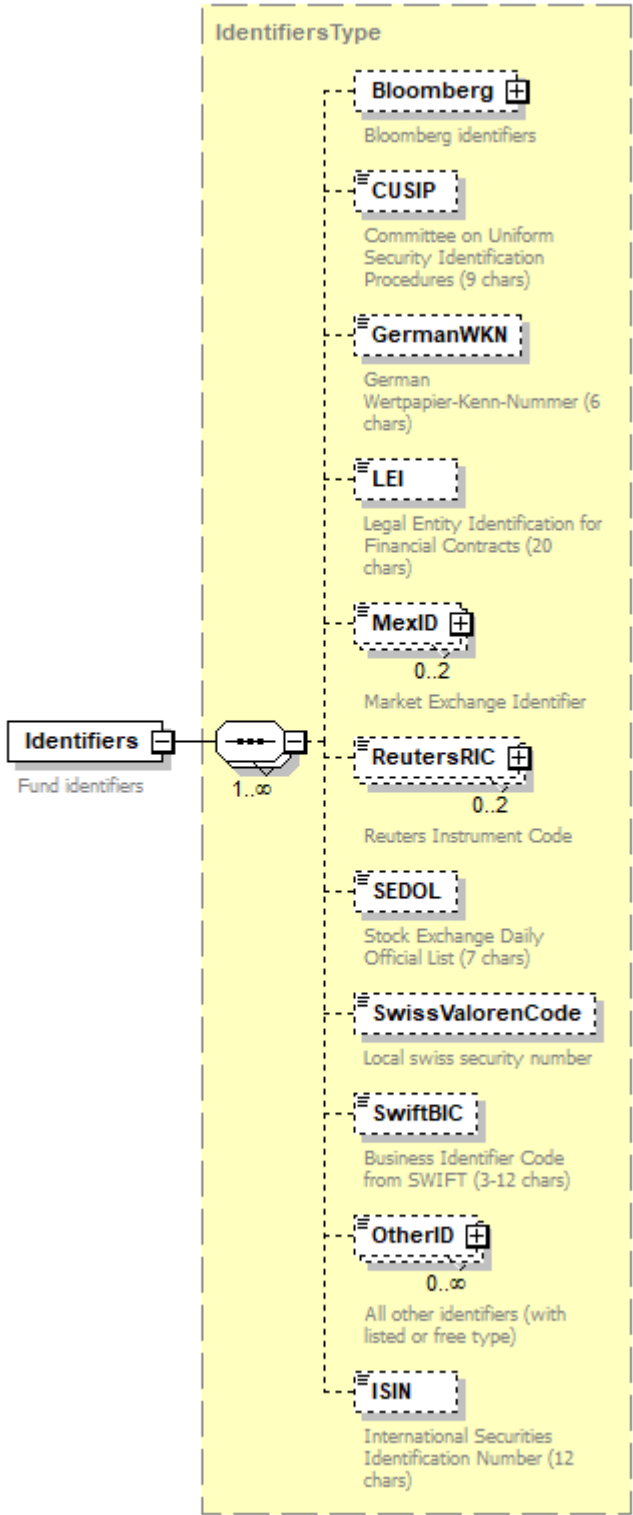 IdentifiersType
Bloomberg
Bloomberg identifiers
CUSIP
Committee on Uniform
Security Identification
Procedures (9 chars)
GermanWKN
German
Wertpapier-Kenn-Nummer (6
chars)
LEI
Legal Entity Identification for
Financial Contracts (20
chars)
MexID
0..2
Market Exchange Identifier
Identifiers
Fund identifiers
1..∞
ReutersRIC
0..2
Reuters Instrument Code
SEDOL
Stock Exchange Daily
Official List (7 chars)
SwissValorenCode
Local swiss security number
SwiftBIC
Business Identifier Code
from SWIFT (3-12 chars)
OtherID
0..∞
All other identifiers (with
listed or free type)
ISIN
International Securities
Identification Number (12
chars)